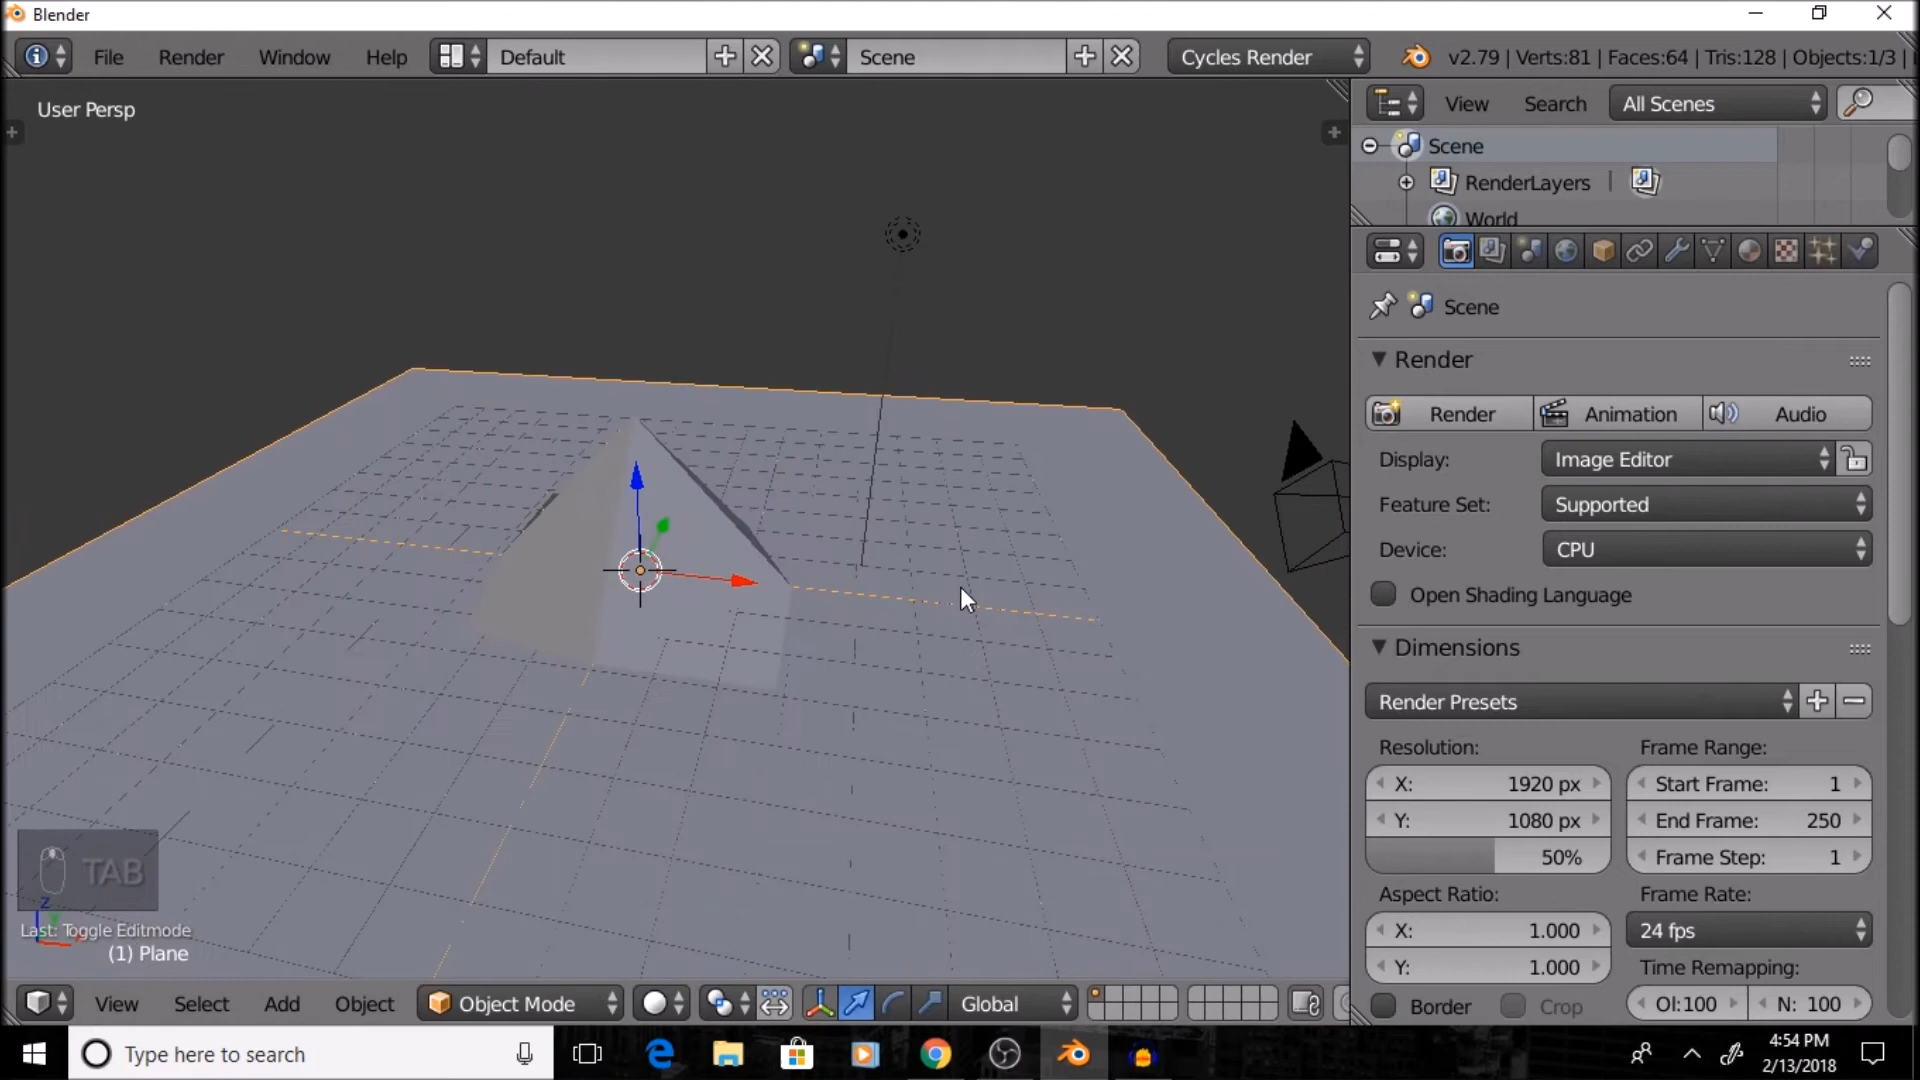 Blender
File Render Window Help Default Scene Cycles Render v2.79 | Verts:81 | Faces:64 | Tris:128 | Objects:1/3 |
User Persp
View Search All Scenes
Scene
RenderLayers |
World
Scene
Render
Render Animation Audio
Display: Image Editor
Feature Set: Supported
Device: CPU
Open Shading Language
Dimensions
Render Presets
Resolution: Frame Range:
X: 1920 px Start Frame: 1
Y: 1080 px End Frame: 250
50% Frame Step: 1
Aspect Ratio: Frame Rate:
X: 1.000 24 fps
Y: 1.000 Time Remapping:
Border Crop Ol:100 N: 100
TAB
Z
Last: Toggle Editmode
(1) Plane
View Select Add Object Object Mode Global
Type here to search
4:54 PM
2/13/2018